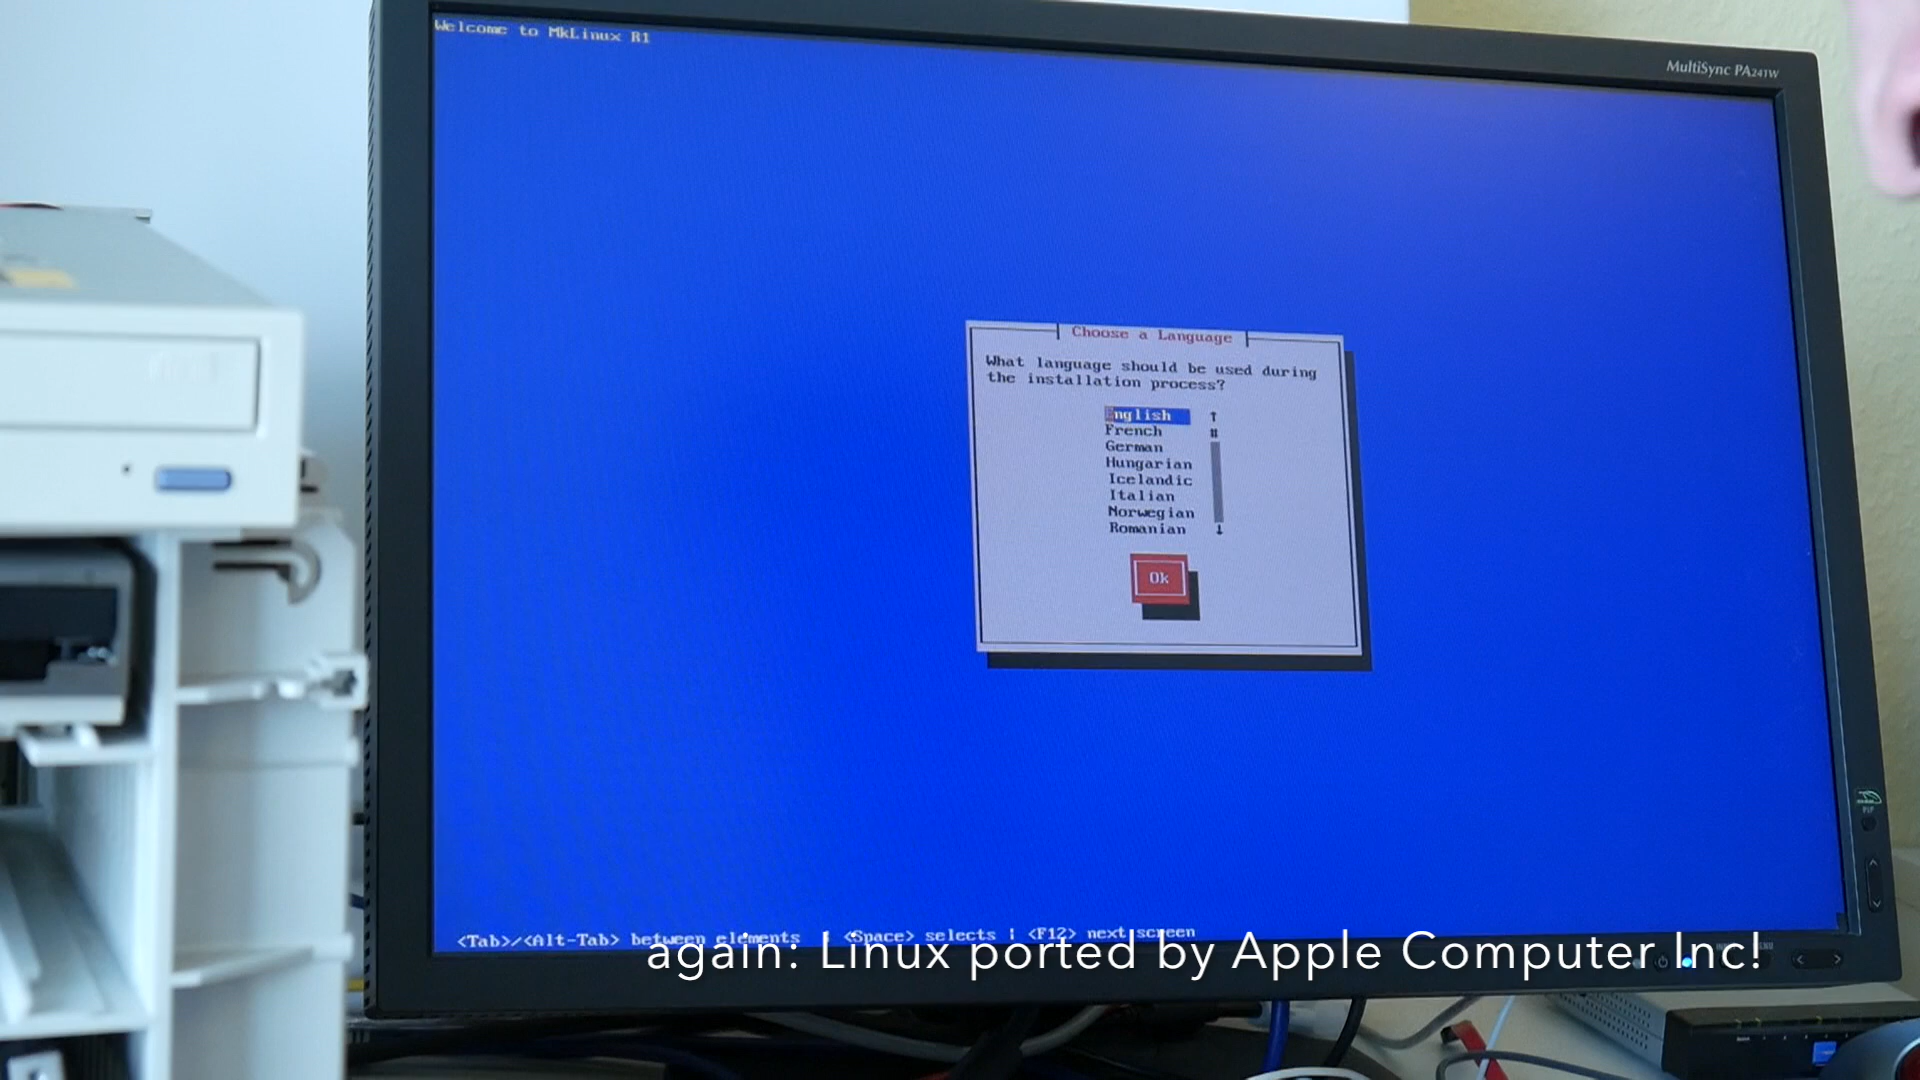 Welcome to MkLinux R1
MultiSync PA241W
Choose a Language
What language should be used during
the installation process?
English
French
German
Hungarian
Icelandic
Italian
Norwegian
Romanian
Ok
<Tab>/<Alt-Tab> between elements | <Space> selects | <F12> next screen
again: Linux ported by Apple Computer Inc!